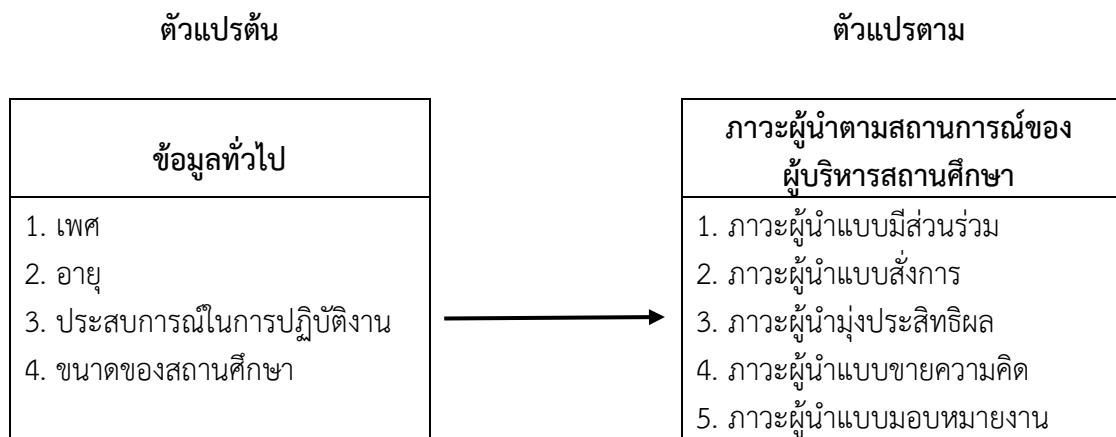 ตัวแปรต้น
ตัวแปรตาม
ข้อมูลทั่วไป
1. เพศ
2. อายุ
3. ประสบการณ์ในการปฏิบัติงาน
4. ขนาดของสถานศึกษา
ภาวะผู้นำตามสถานการณ์ของ
ผู้บริหารสถานศึกษา
1. ภาวะผู้นำแบบมีส่วนร่วม
2. ภาวะผู้นำแบบสั่งการ
3. ภาวะผู้นำมุ่งประสิทธิผล
4. ภาวะผู้นำแบบขายความคิด
5. ภาวะผู้นำแบบมอบหมายงาน